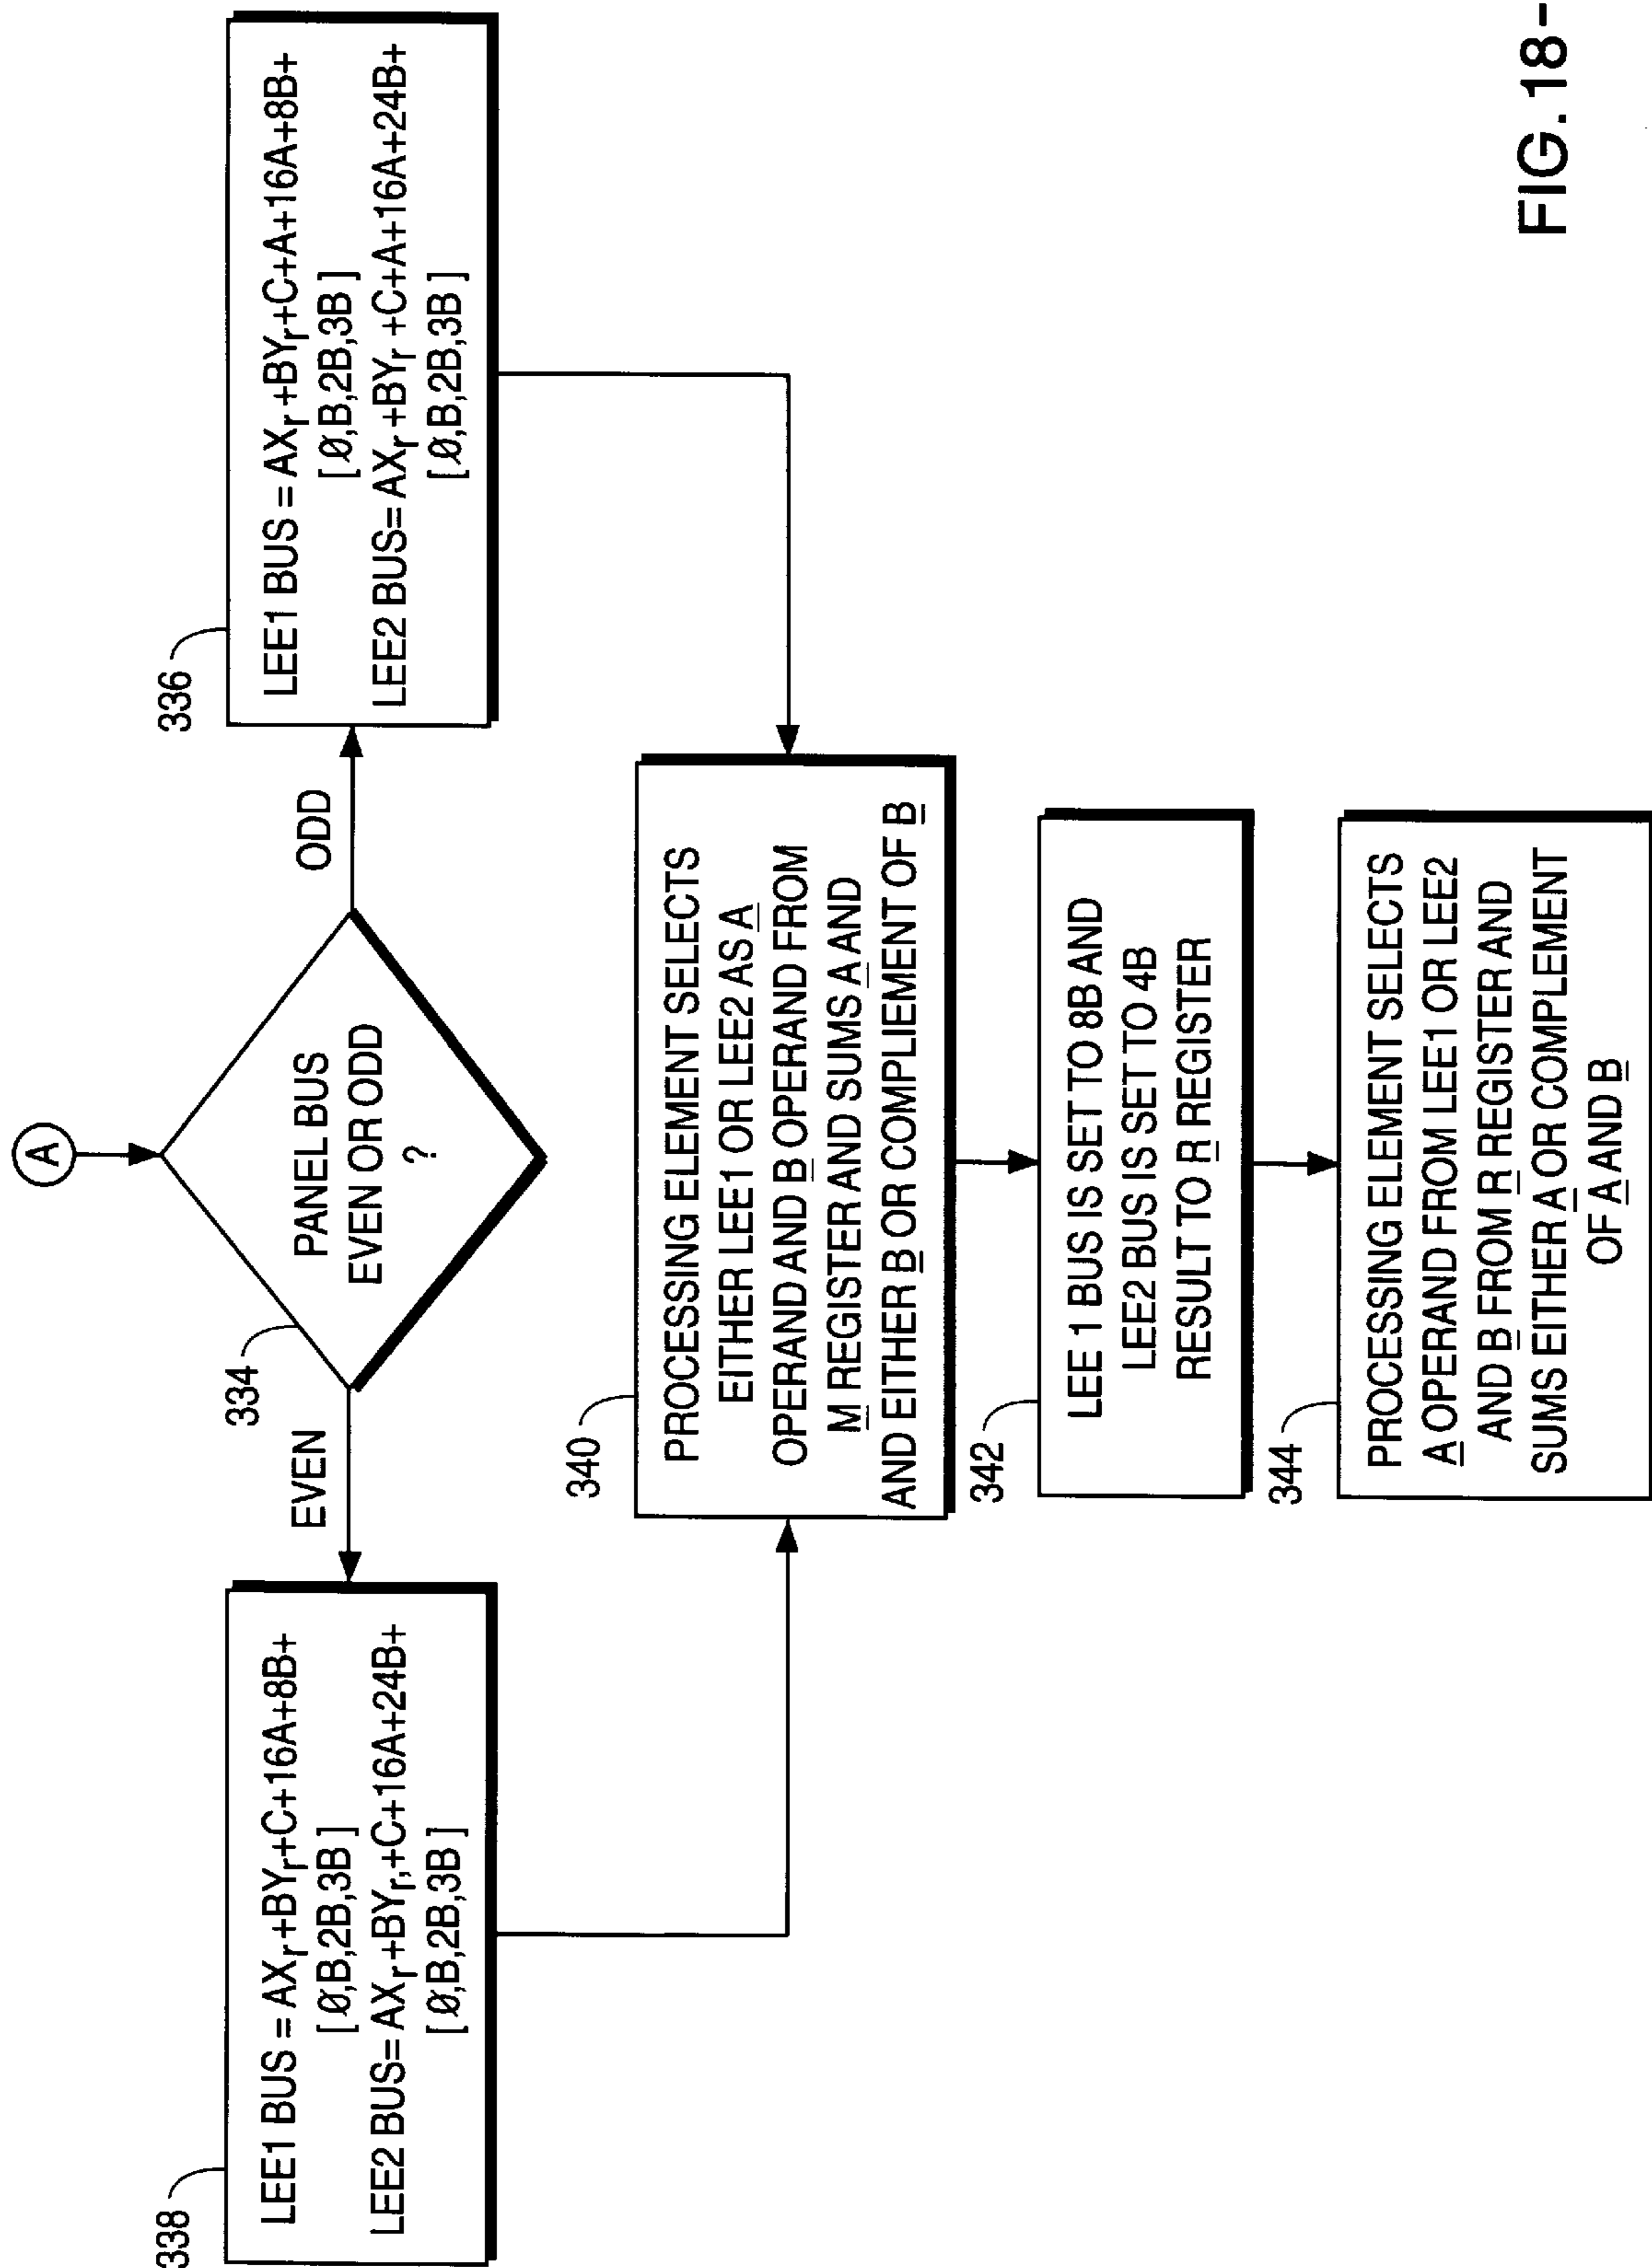 A
334
PANEL BUS
EVEN OR ODD
?
EVEN
ODD
338
LEE1 BUS = AXr+BYr+C+16A+8B+
[Ø,B,2B,3B]
LEE2 BUS= AXr+BYr,+C+16A+24B+
[Ø,B,2B,3B]
336
LEE1 BUS = AXr+BYr+C+A+16A+8B+
[Ø,B,2B,3B]
LEE2 BUS= AXr+BYr +C+A+16A+24B+
[Ø,B,2B,3B]
340
PROCESSING ELEMENT SELECTS
EITHER LEE1 OR LEE2 AS A
OPERAND AND B OPERAND FROM
M REGISTER AND SUMS A AND
AND EITHER B OR COMPLIEMENT OF B
342
LEE 1 BUS IS SET TO 8B AND
LEE2 BUS IS SET TO 4B
RESULT TO R REGISTER
344
PROCESSING ELEMENT SELECTS
A OPERAND FROM LEE1 OR LEE2
AND B FROM R REGISTER AND
SUMS EITHER A OR COMPLEMENT
OF A AND B
FIG. 18-